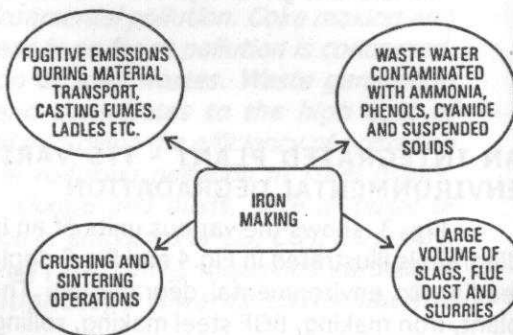 FUGITIVE EMISSIONS
DURING MATERIAL
TRANSPORT,
CASTING FUMES,
LADLES ETC.
WASTE WATER
CONTAMINATED
WITH AMMONIA,
PHENOLS, CYANIDE
AND SUSPENDED
SOLIDS
IRON
MAKING
CRUSHING AND
SINTERING
OPERATIONS
LARGE
VOLUME OF
SLAGS, FLUE
DUST AND
SLURRIES